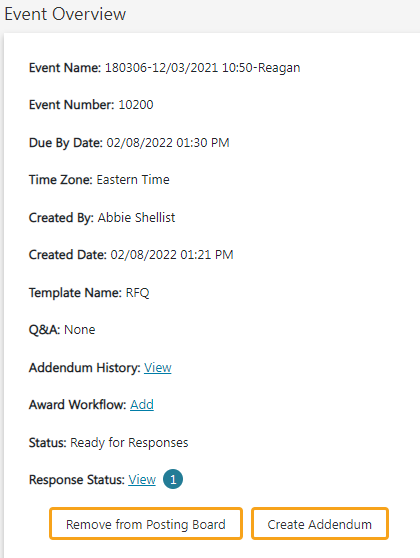 Event Overview
Event Name: 180306-12/03/2021 10:50-Reagan
Event Number: 10200
Due By Date: 02/08/2022 01:30 PM
Time Zone: Eastern Time
Created By: Abbie Shellist
Created Date: 02/08/2022 01:21 PM
Template Name: RFQ
Q&A: None
Addendum History: View
Award Workflow: Add
Status: Ready for Responses
Response Status: View 1
Remove from Posting Board Create Addendum